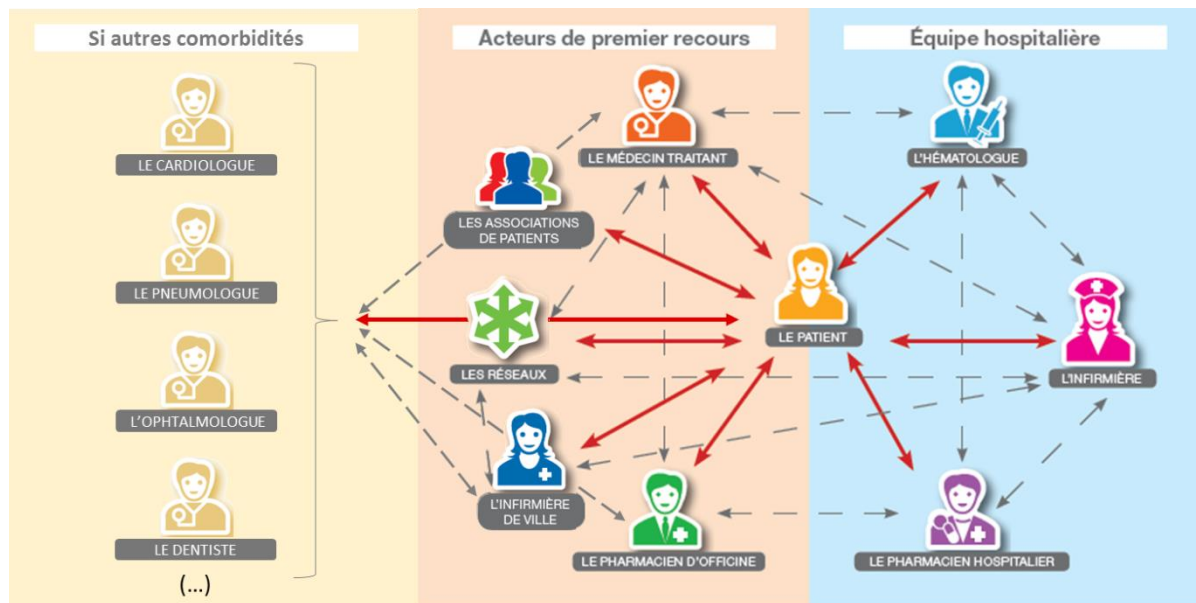 Si autres comorbidités
LE CARDIOLOGUE
LE PNEUMOLOGUE
L'OPHTALMOLOGUE
LE DENTISTE
(...)
Acteurs de premier recours
LE MÉDECIN TRAITANT
LES ASSOCIATIONS
DE PATIENTS
LE PATIENT
LES RÉSEAUX
L'INFIRMIÈRE
DE VILLE
LE PHARMACIEN D'OFFICINE
Équipe hospitalière
L'HÉMATOLOGUE
L'INFIRMIÈRE
LE PHARMACIEN HOSPITALIER